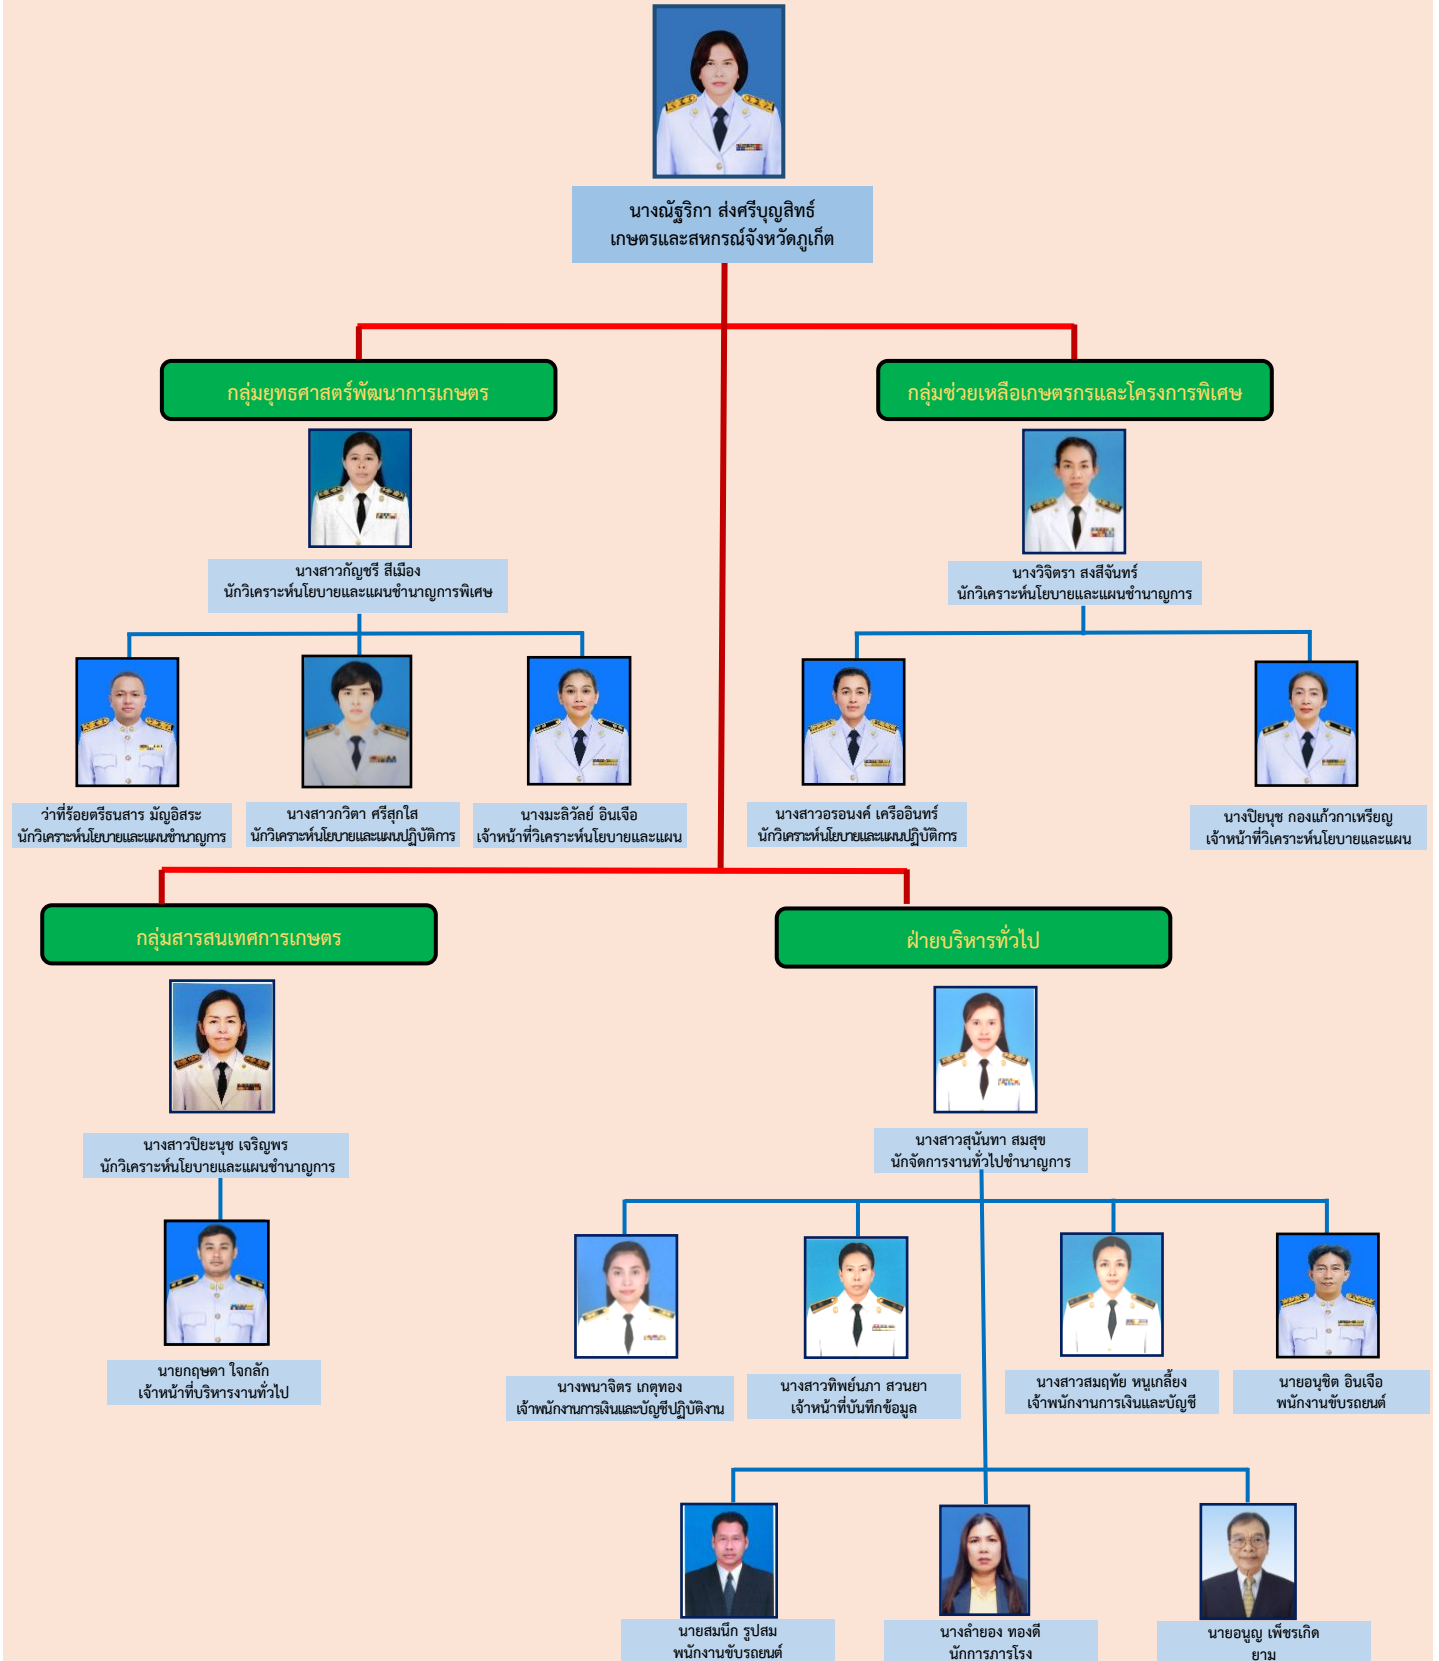 นางณัฐริกา ส่งศรีบุญสิทธ์
เกษตรและสหกรณ์จังหวัดภูเก็ต
กลุ่มยุทธศาสตร์พัฒนาการเกษตร
กลุ่มช่วยเหลือเกษตรกรและโครงการพิเศษ
นางสาวกัญชรี สีเมือง
นักวิเคราะห์นโยบายและแผนชำนาญการพิเศษ
นางวิจิตรา สงสีจันทร์
นักวิเคราะห์นโยบายและแผนชำนาญการ
ว่าที่ร้อยตรีธนสาร มัญอิสระ
นักวิเคราะห์นโยบายและแผนชำนาญการ
นางสาวกวิตา ศรีสุกใส
นักวิเคราะห์นโยบายและแผนปฏิบัติการ
นางมะลิวัลย์ อินเจือ
เจ้าหน้าที่วิเคราะห์นโยบายและแผน
นางสาวอรอนงค์ เครืออินทร์
นักวิเคราะห์นโยบายและแผนปฏิบัติการ
นางปิยนุช กองแก้วกาเหรียญ
เจ้าหน้าที่วิเคราะห์นโยบายและแผน
กลุ่มสารสนเทศการเกษตร
ฝ่ายบริหารทั่วไป
นางสาวปิยะนุช เจริญพร
นักวิเคราะห์นโยบายและแผนชำนาญการ
นางสาวสุนันทา สมสุข
นักจัดการงานทั่วไปชำนาญการ
นายกฤษดา ใจกลัก
เจ้าหน้าที่บริหารงานทั่วไป
นางพนาจิตร เกตุทอง
เจ้าพนักงานการเงินและบัญชีปฏิบัติงาน
นางสาวทิพย์นภา สวนยา
เจ้าหน้าที่บันทึกข้อมูล
นางสาวสมฤทัย หนูเกลี้ยง
เจ้าพนักงานการเงินและบัญชี
นายอนุชิต อินเจือ
พนักงานขับรถยนต์
นายสมนึก รูปสม
พนักงานขับรถยนต์
นางลำยอง ทองดี
นักการภารโรง
นายอนูญ เพ็ชรเกิด
ยาม